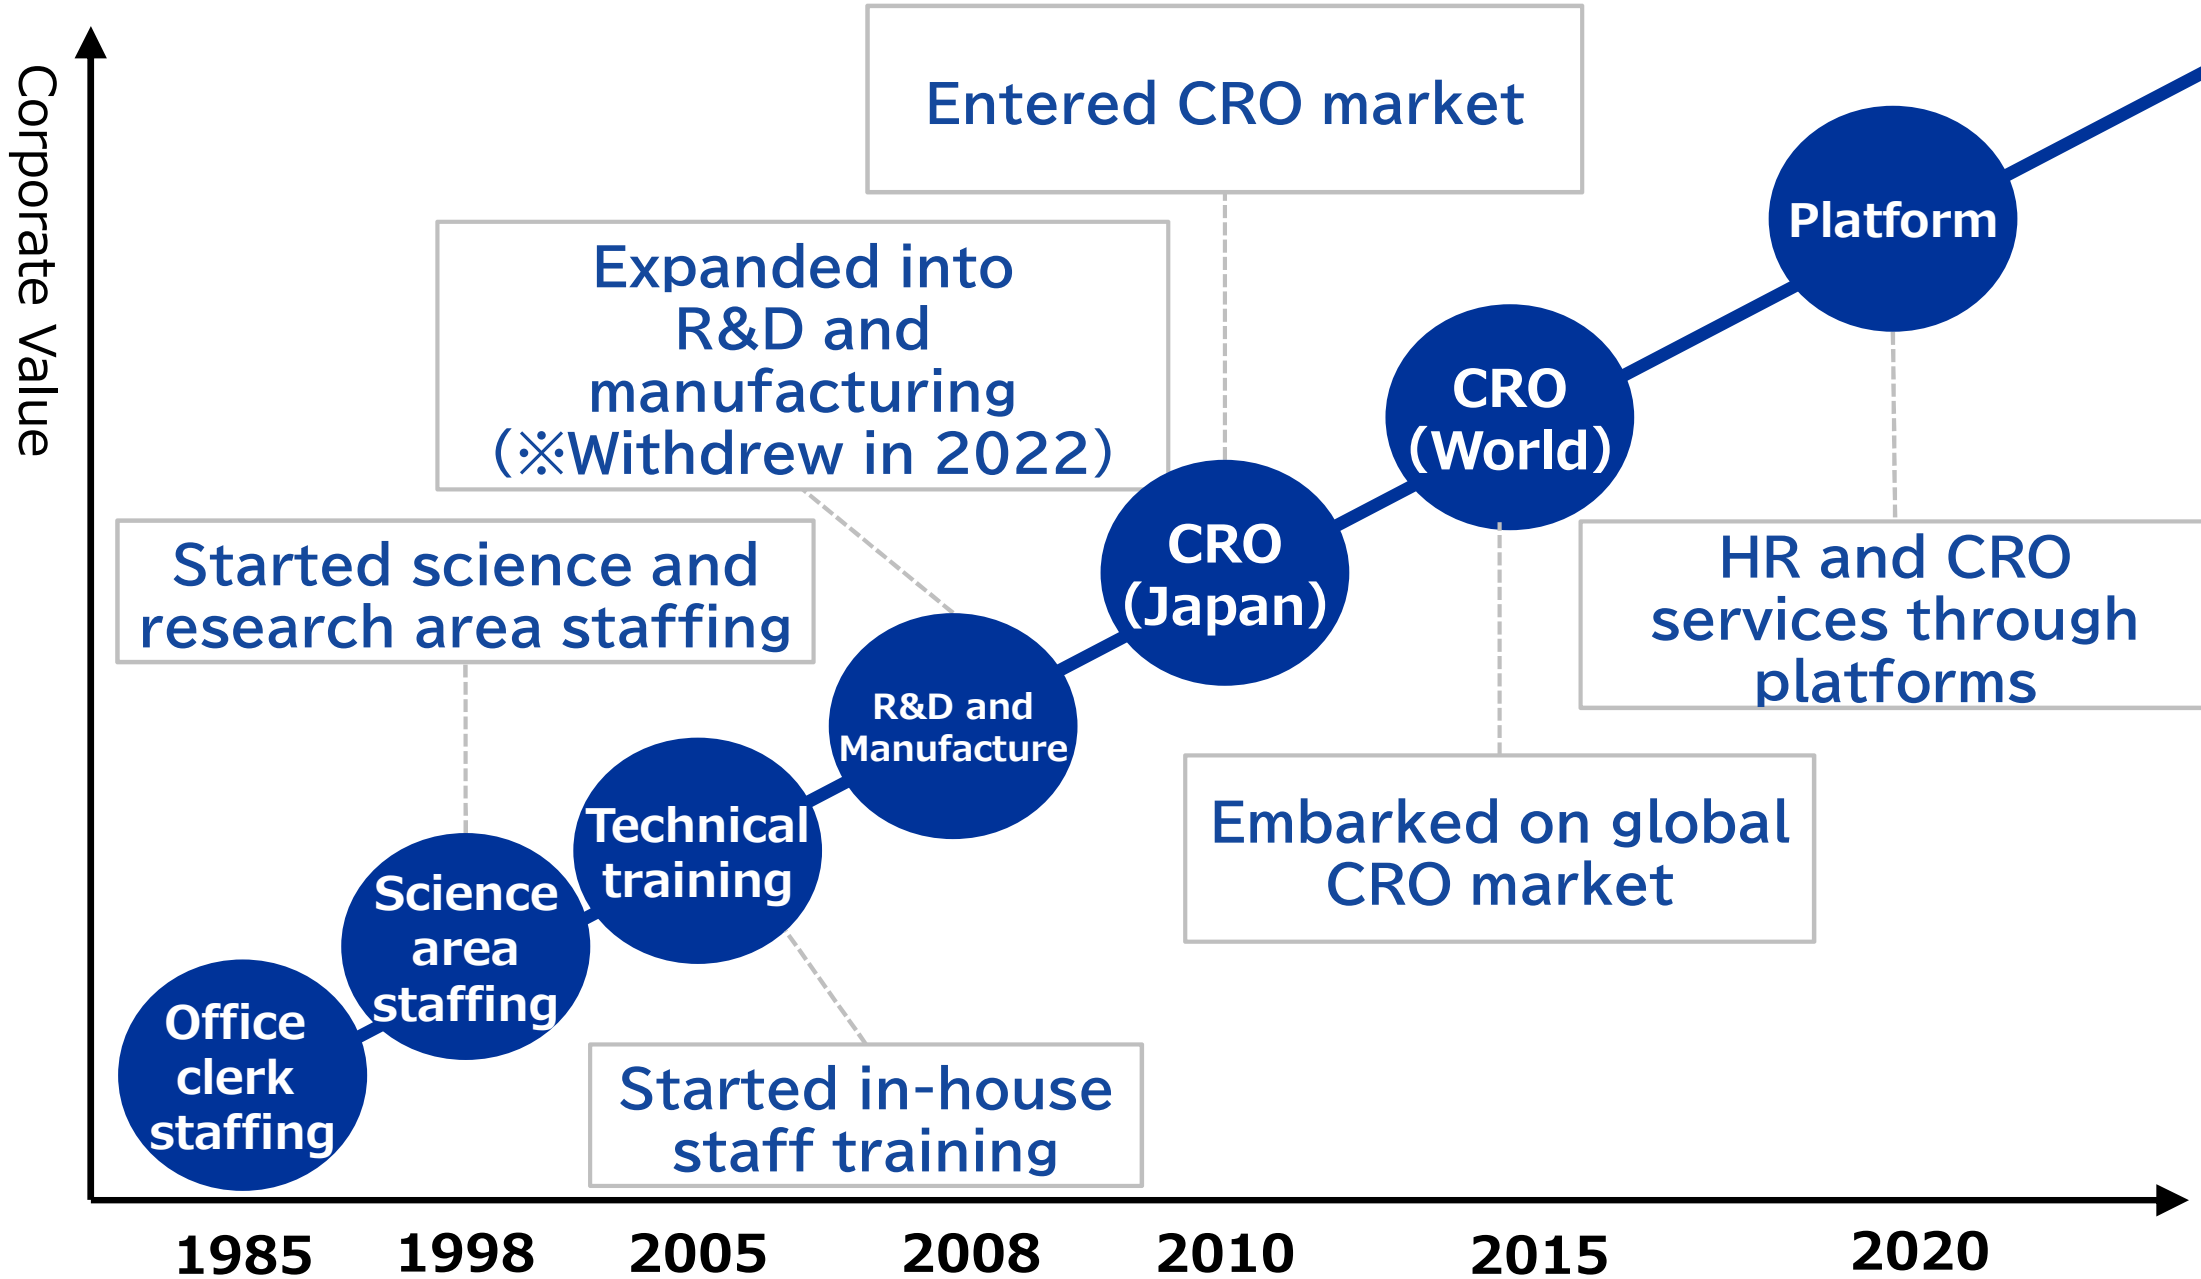 Corporate Value
Entered CRO market
Expanded into
R&D and
manufacturing
(※Withdrew in 2022)
Started science and
research area staffing
Platform
CRO
(World)
CRO
(Japan)
HR and CRO
services through
platforms
R&D and
Manufacture
Technical
training
Embarked on global
CRO market
Science
area
staffing
Office
clerk
staffing
Started in-house
staff training
1985
1998
2005
2008
2010
2015
2020